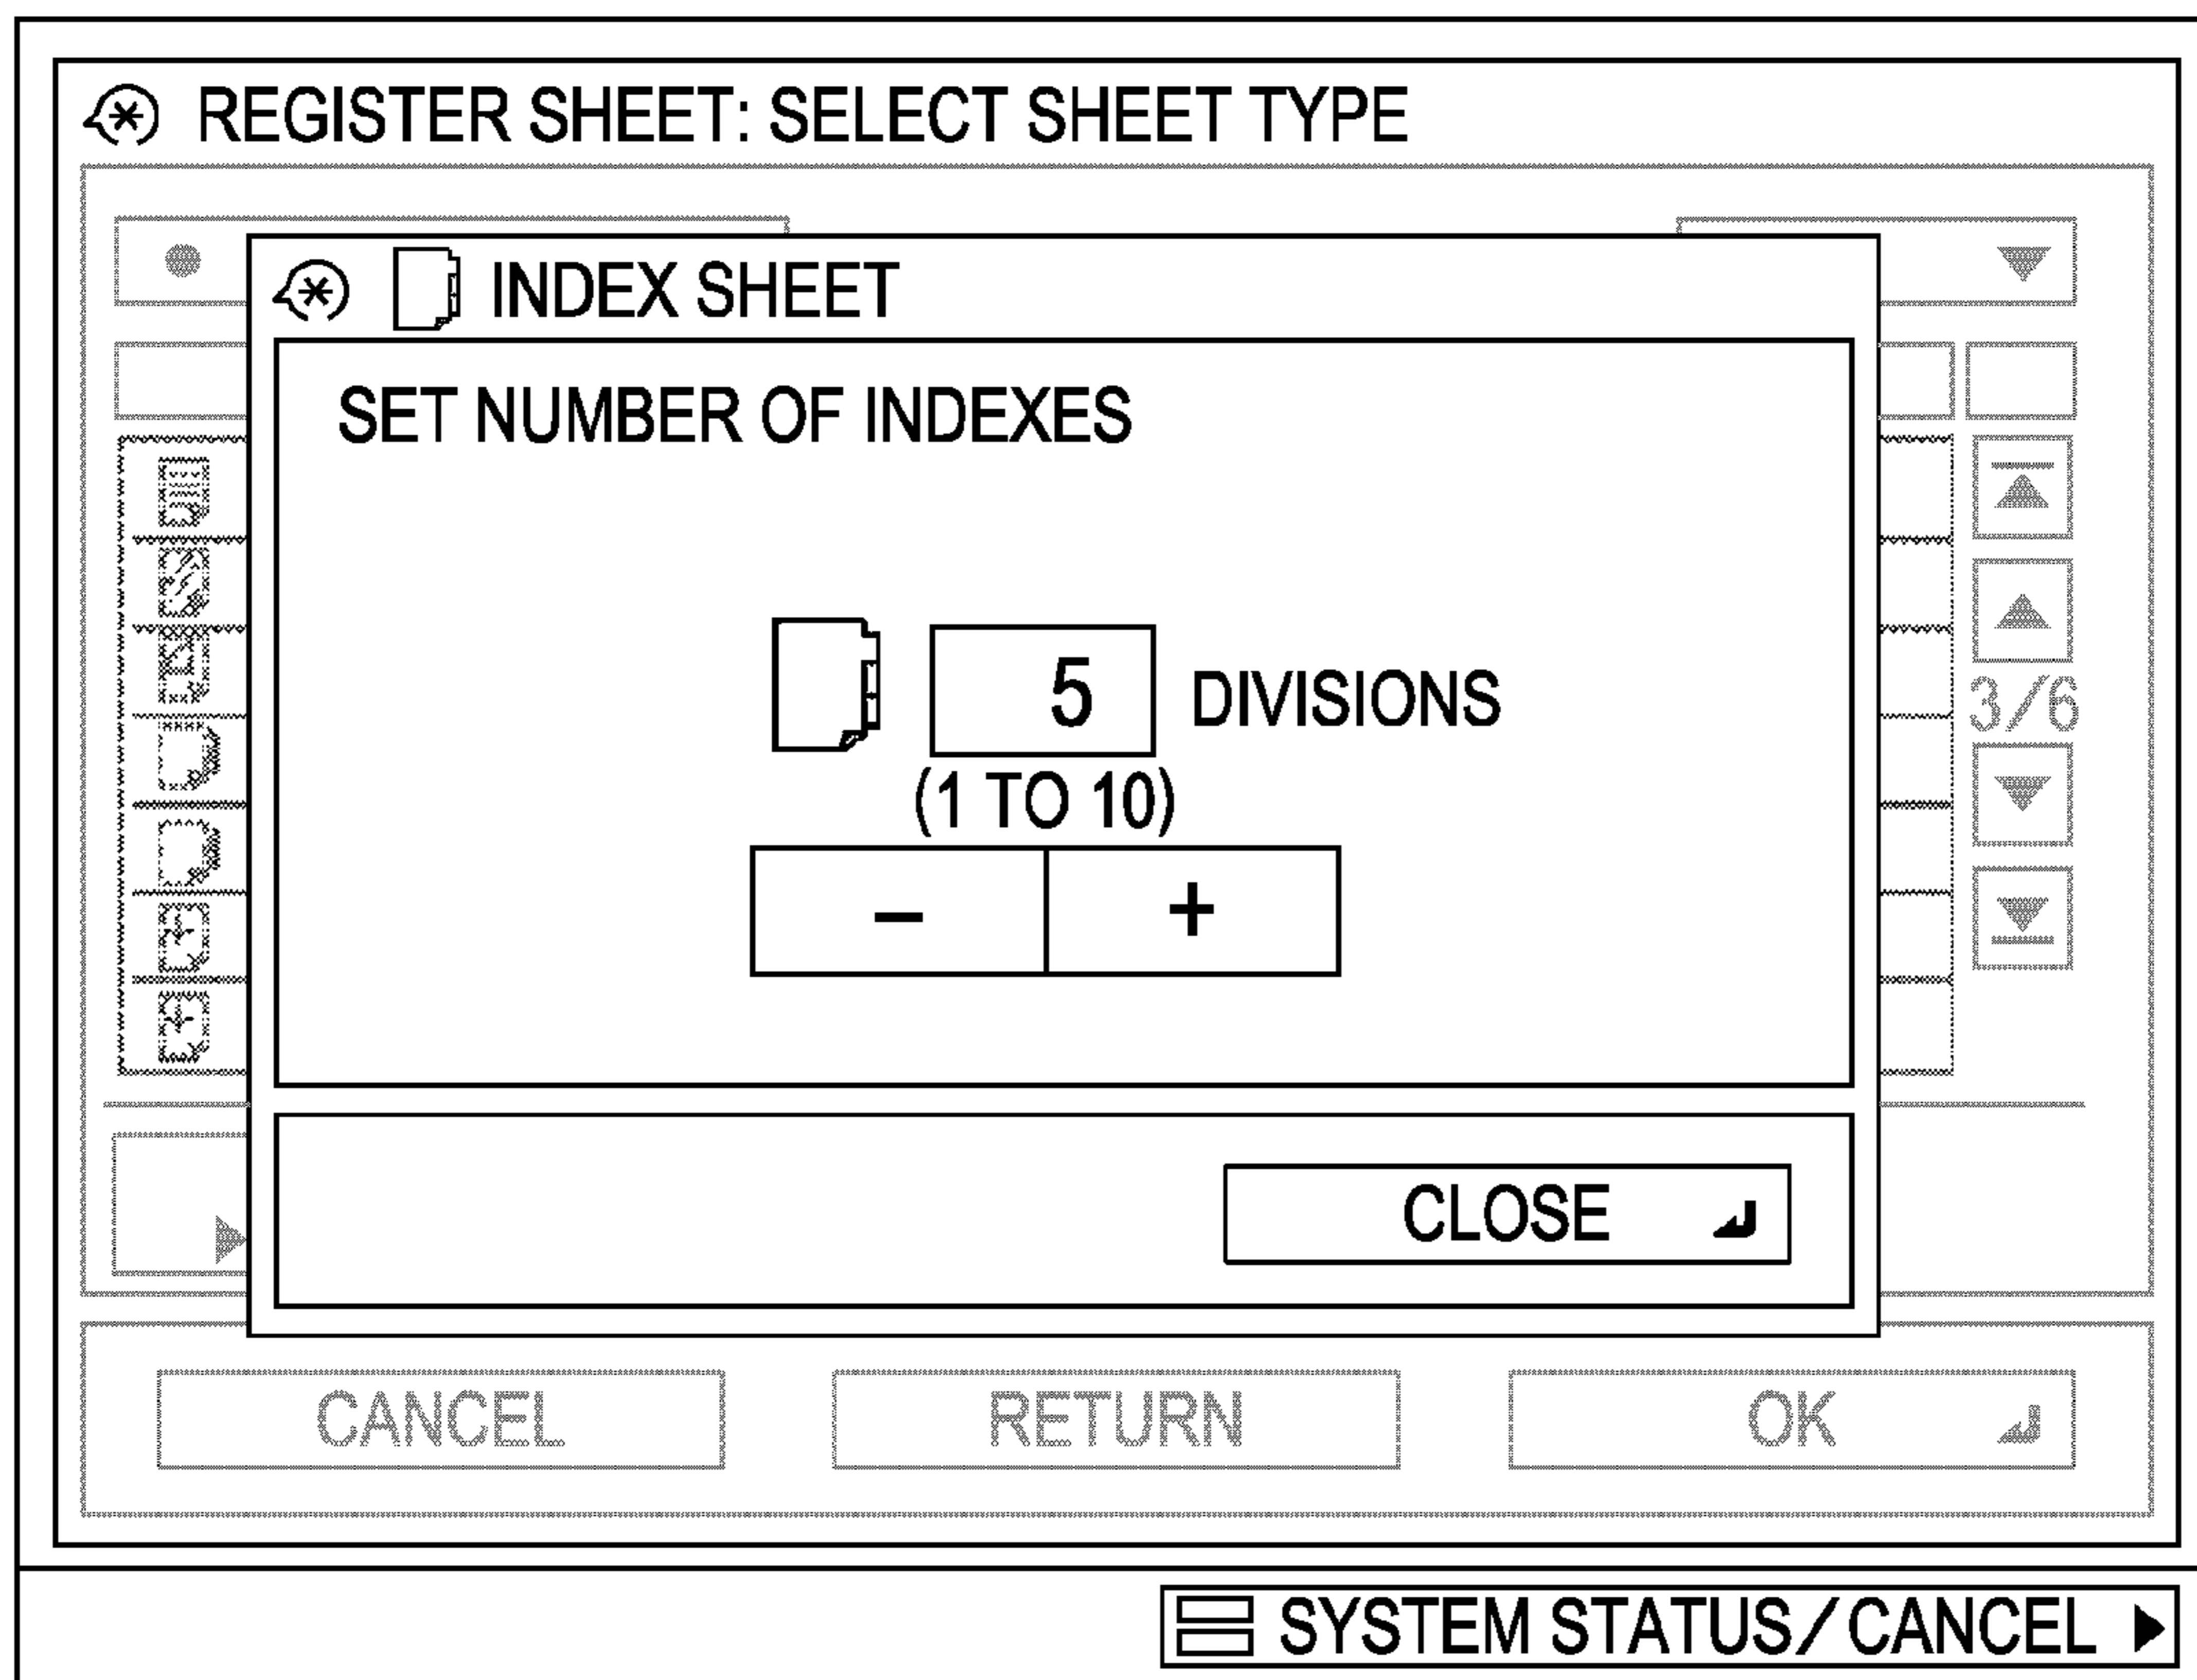 REGISTER SHEET: SELECT SHEET TYPE
INDEX SHEET
SET NUMBER OF INDEXES
5 DIVISIONS
(1 TO 10)
− +
3/6
CLOSE
CANCEL RETURN OK
SYSTEM STATUS/CANCEL